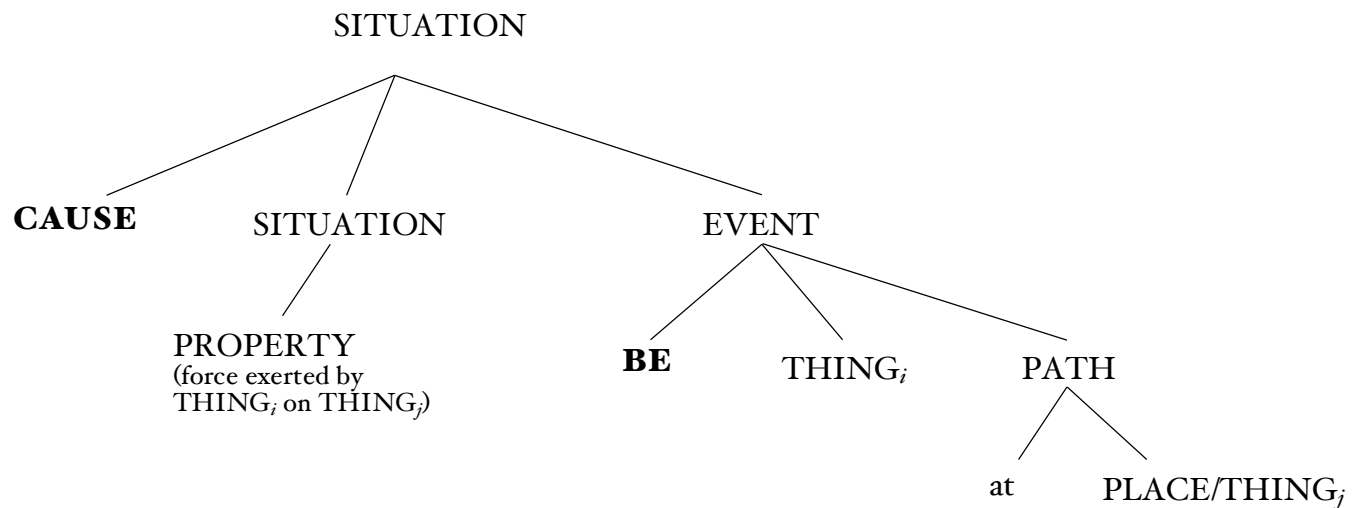 SITUATION
CAUSE
SITUATION
EVENT
PROPERTY
(force exerted by
THINGi on THINGj)
BE
THINGi
PATH
at
PLACE/THINGj